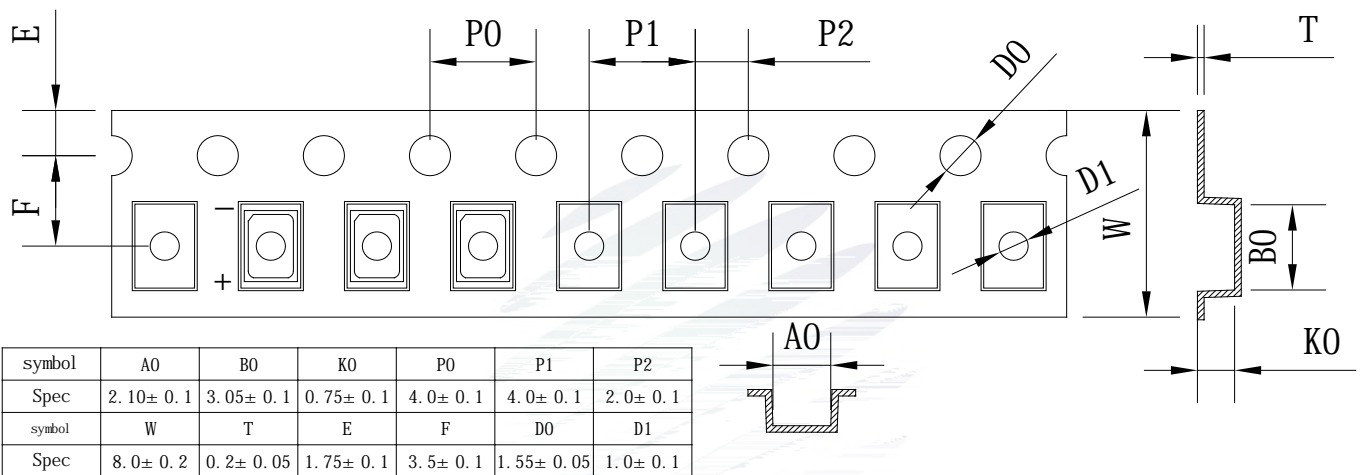 E
P0
P1
P2
T
D0
D1
F
−
+
W
B0
K0
A0
symbol A0 B0 K0 P0 P1 P2
Spec 2.10± 0.1 3.05± 0.1 0.75± 0.1 4.0± 0.1 4.0± 0.1 2.0± 0.1
symbol W T E F D0 D1
Spec 8.0± 0.2 0.2± 0.05 1.75± 0.1 3.5± 0.1 1.55± 0.05 1.0± 0.1